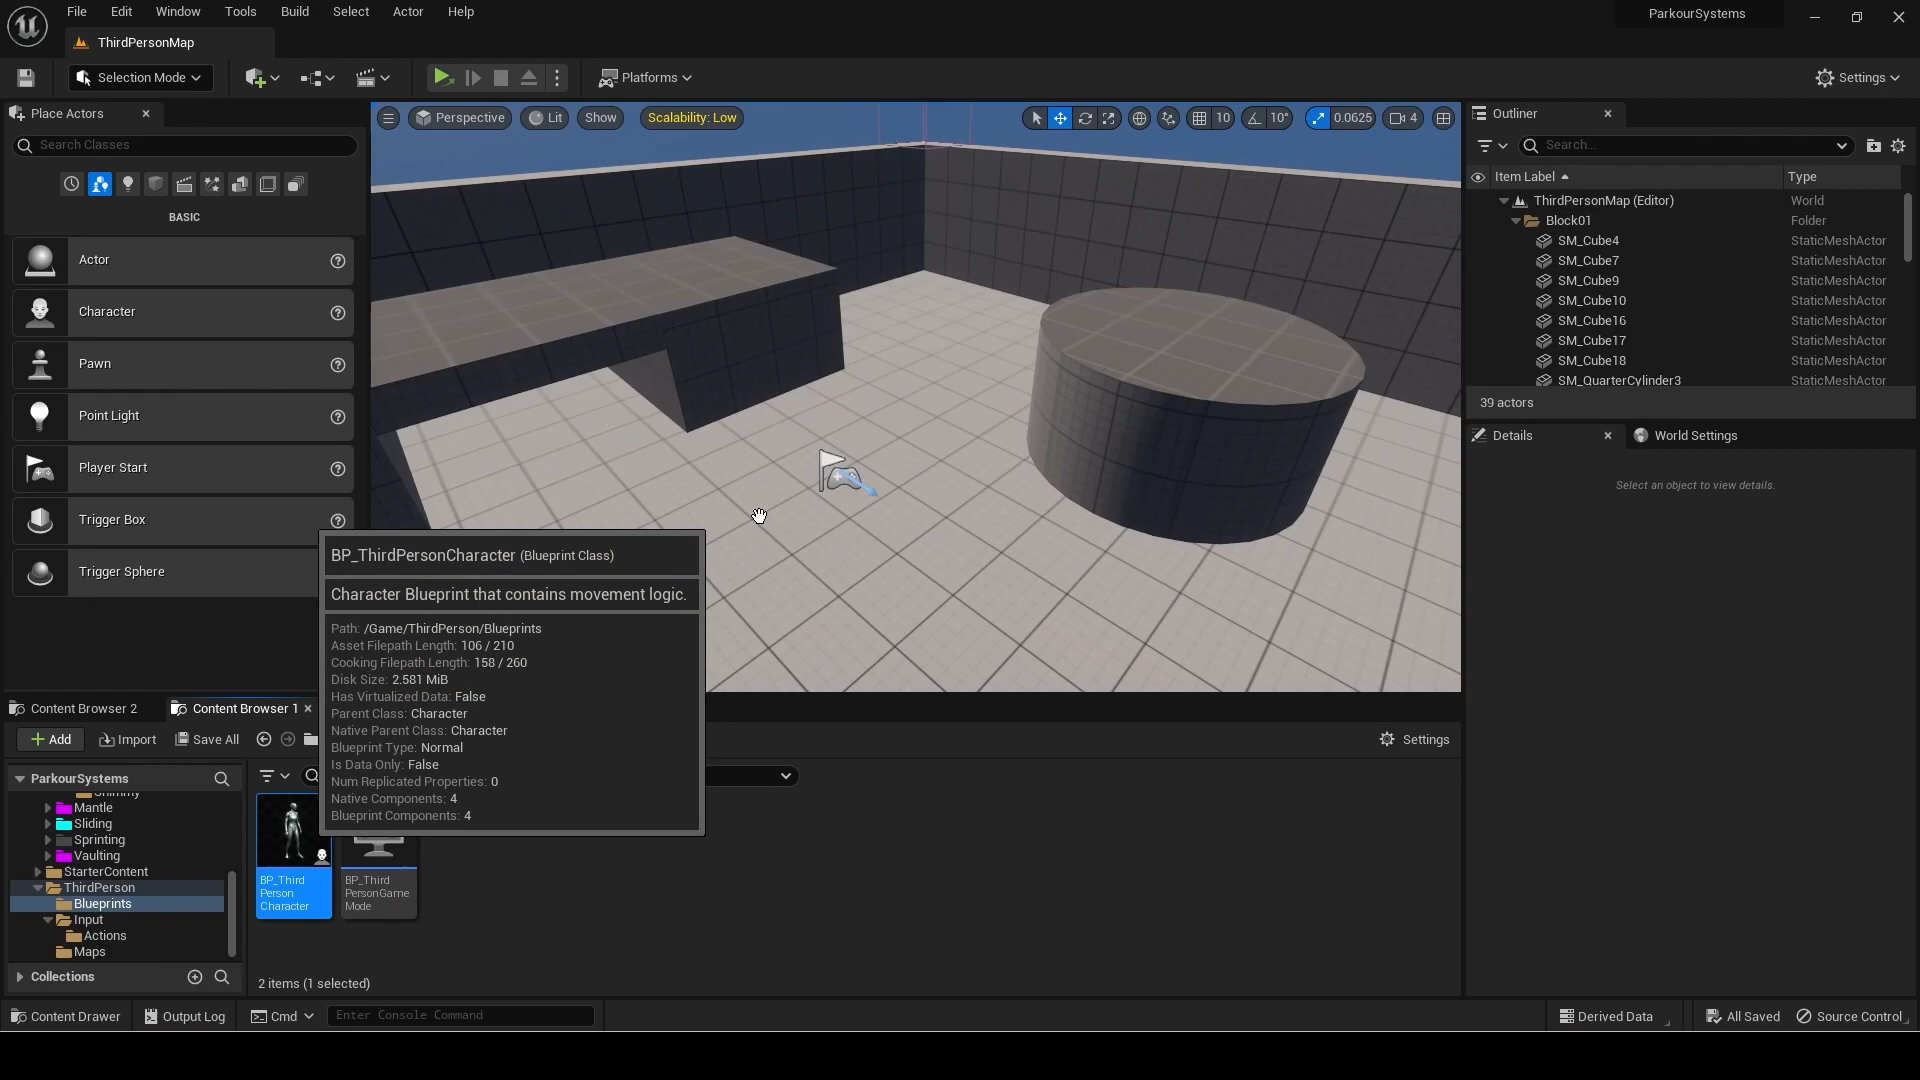 File Edit Window Tools Build Select Actor Help
ParkourSystems
ThirdPersonMap
Selection Mode
Platforms
Settings
Place Actors
Search Classes
BASIC
Actor
Character
Pawn
Point Light
Player Start
Trigger Box
Trigger Sphere
Perspective
Lit
Show
Scalability: Low
10
10°
0.0625
4
Outliner
Search...
Item Label Type
ThirdPersonMap (Editor) World
Block01 Folder
SM_Cube4 StaticMeshActor
SM_Cube7 StaticMeshActor
SM_Cube9 StaticMeshActor
SM_Cube10 StaticMeshActor
SM_Cube16 StaticMeshActor
SM_Cube17 StaticMeshActor
SM_Cube18 StaticMeshActor
SM_QuarterCylinder3 StaticMeshActor
39 actors
Details
World Settings
Select an object to view details.
BP_ThirdPersonCharacter (Blueprint Class)
Character Blueprint that contains movement logic.
Path: /Game/ThirdPerson/Blueprints
Asset Filepath Length: 106 / 210
Cooking Filepath Length: 158 / 260
Disk Size: 2.581 MiB
Has Virtualized Data: False
Parent Class: Character
Native Parent Class: Character
Blueprint Type: Normal
Is Data Only: False
Num Replicated Properties: 0
Native Components: 4
Blueprint Components: 4
Content Browser 2
Content Browser 1
Add
Import
Save All
Settings
ParkourSystems
Shimmy
Mantle
Sliding
Sprinting
Vaulting
StarterContent
ThirdPerson
Blueprints
Input
Actions
Maps
Collections
BP_Third
Person
Character
BP_Third
PersonGame
Mode
2 items (1 selected)
Content Drawer
Output Log
Cmd
Enter Console Command
Derived Data
All Saved
Source Control